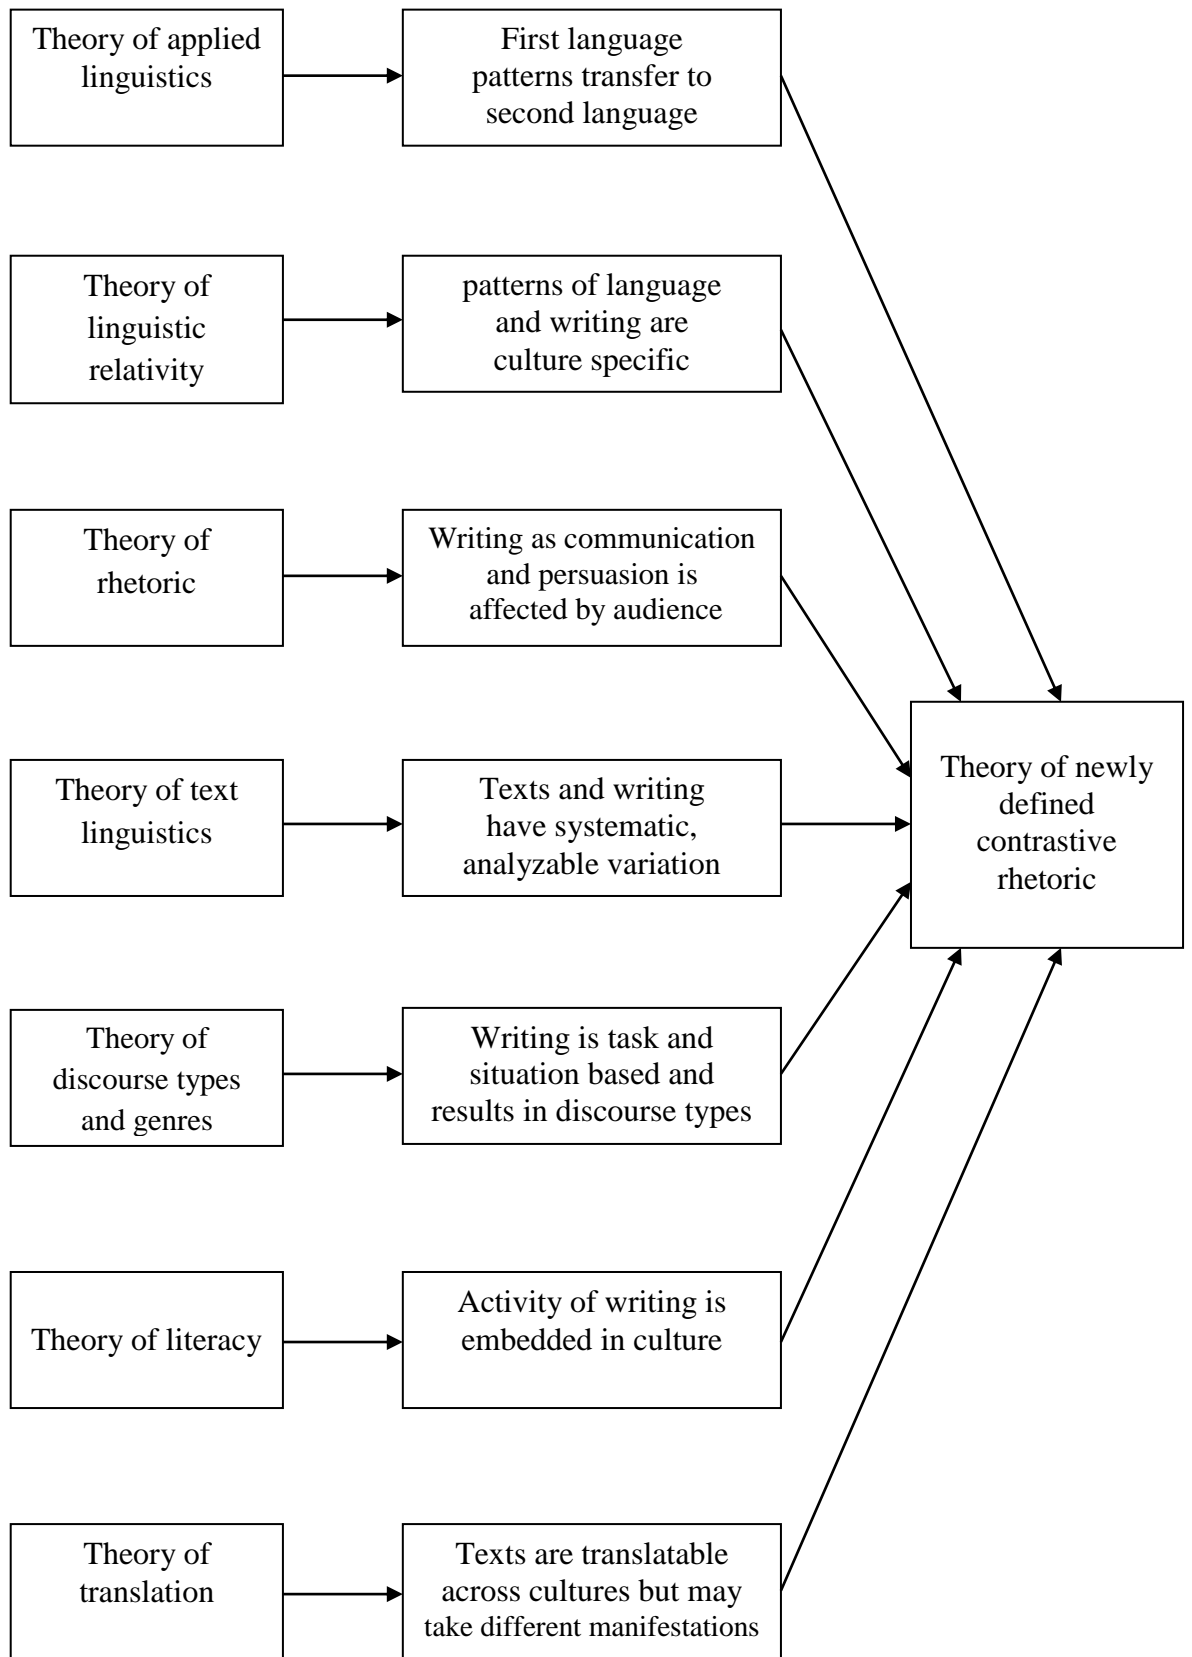 Theory of applied
linguistics
First language
patterns transfer to
second language
Theory of
linguistic
relativity
patterns of language
and writing are
culture specific
Theory of
rhetoric
Writing as communication
and persuasion is
affected by audience
Theory of text
linguistics
Texts and writing
have systematic,
analyzable variation
Theory of newly
defined
contrastive
rhetoric
Theory of
discourse types
and genres
Writing is task and
situation based and
results in discourse types
Theory of literacy
Activity of writing is
embedded in culture
Theory of
translation
Texts are translatable
across cultures but may
take different manifestations